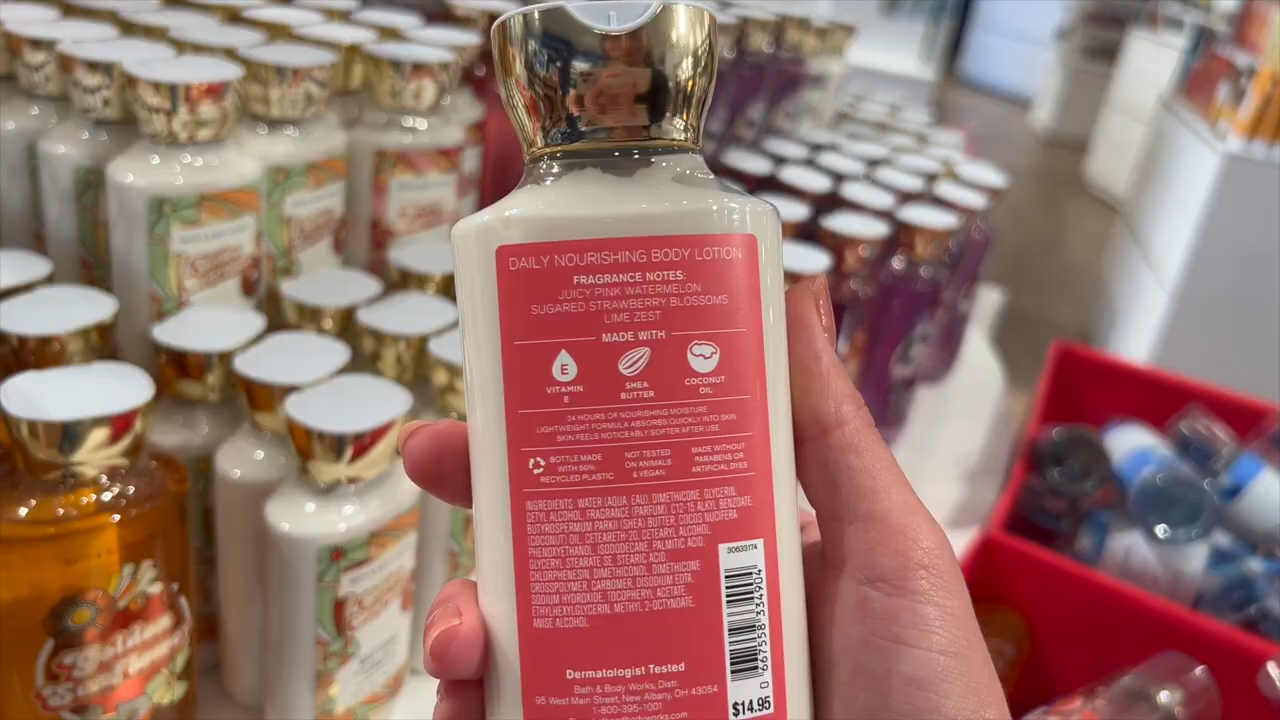 DAILY NOURISHING BODY LOTION
FRAGRANCE NOTES:
JUICY PINK WATERMELON
SUGARED STRAWBERRY BLOSSOMS
LIME ZEST
MADE WITH
E
VITAMIN
E
SHEA
BUTTER
COCONUT
OIL
24 HOURS OF NOURISHING MOISTURE
LIGHTWEIGHT FORMULA ABSORBS QUICKLY INTO SKIN
SKIN FEELS NOTICEABLY SOFTER AFTER USE
BOTTLE MADE
WITH 50%
RECYCLED PLASTIC
NOT TESTED
ON ANIMALS
& VEGAN
MADE WITHOUT
PARABENS OR
ARTIFICIAL DYES
INGREDIENTS: WATER (AQUA, EAU), DIMETHICONE, GLYCERIN,
CETYL ALCOHOL, FRAGRANCE (PARFUM), C12-15 ALKYL BENZOATE,
BUTYROSPERMUM PARKII (SHEA) BUTTER, COCOS NUCIFERA
(COCONUT) OIL, CETEARETH-20, CETEARYL ALCOHOL,
PHENOXYETHANOL, ISODODECANE, PALMITIC ACID,
GLYCERYL STEARATE SE, STEARIC ACID,
CHLORPHENESIN, DIMETHICONOL, DIMETHICONE
CROSSPOLYMER, CARBOMER, DISODIUM EDTA,
SODIUM HYDROXIDE, TOCOPHERYL ACETATE,
ETHYLHEXYLGLYCERIN, METHYL 2-OCTYNOATE,
ANISE ALCOHOL.
30633174
0 667558 334904
$14.95
Dermatologist Tested
Bath & Body Works, Distr.
95 West Main Street, New Albany, OH 43054
1-800-395-1001
Golden
Sunflower